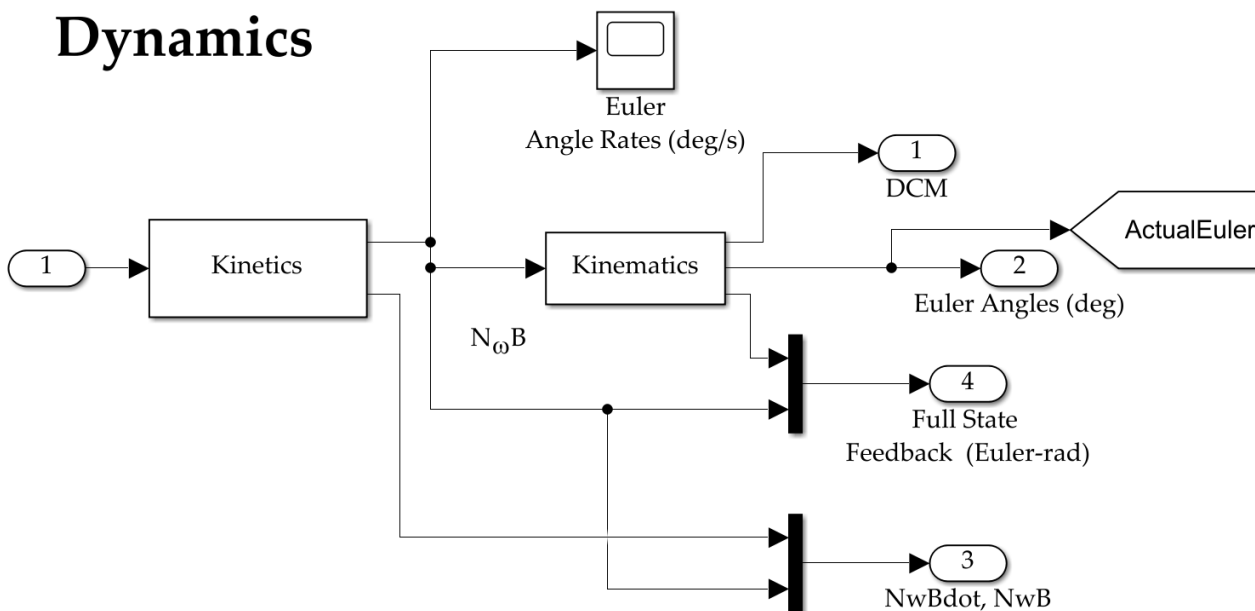 Dynamics
Euler
Angle Rates (deg/s)
1
DCM
ActualEuler
1
Kinetics
Kinematics
2
Euler Angles (deg)
NωB
4
Full State
Feedback (Euler-rad)
3
NwBdot, NwB